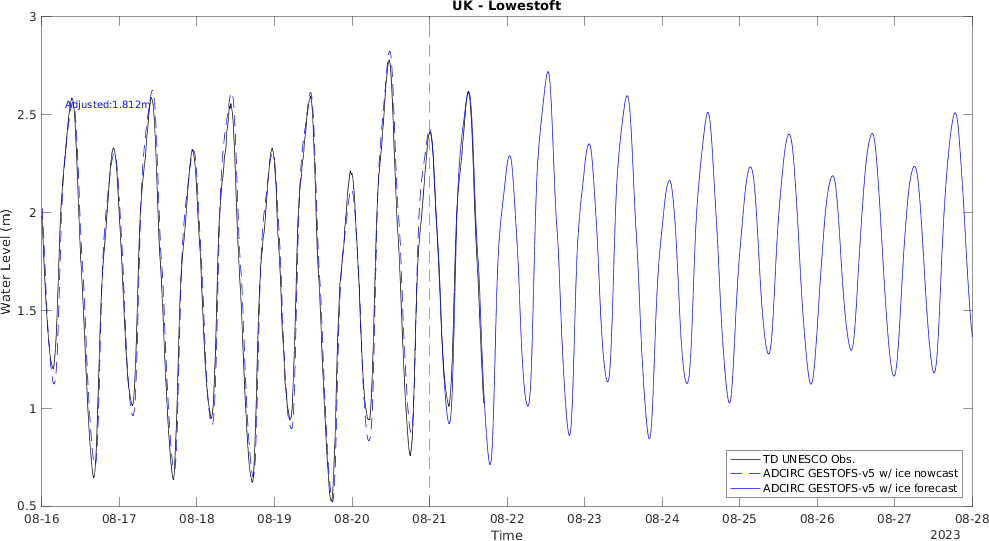 UK - Lowestoft
3
2.5
2
1.5
1
0.5
Water Level (m)
Adjusted:1.812m
TD UNESCO Obs.
ADCIRC GESTOFS-v5 w/ ice nowcast
ADCIRC GESTOFS-v5 w/ ice forecast
08-16 08-17 08-18 08-19 08-20 08-21 08-22 08-23 08-24 08-25 08-26 08-27 08-28
Time
2023